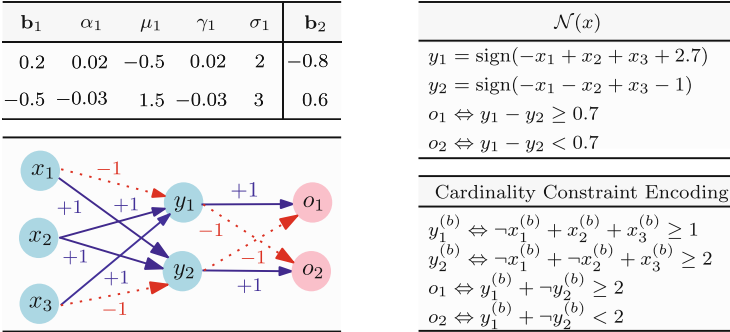 b₁ α₁ μ₁ γ₁ σ₁ b₂
0.2 0.02 −0.5 0.02 2 −0.8
−0.5 −0.03 1.5 −0.03 3 0.6
x₁ −1 y₁ +1 o₁
+1 +1
x₂ −1
+1 −1
y₂ o₂
x₃ +1 −1 +1
N(x)
y₁ = sign(−x₁ + x₂ + x₃ + 2.7)
y₂ = sign(−x₁ − x₂ + x₃ − 1)
o₁ ⇔ y₁ − y₂ ≥ 0.7
o₂ ⇔ y₁ − y₂ < 0.7
Cardinality Constraint Encoding
y₁⁽ᵇ⁾ ⇔ ¬x₁⁽ᵇ⁾ + x₂⁽ᵇ⁾ + x₃⁽ᵇ⁾ ≥ 1
y₂⁽ᵇ⁾ ⇔ ¬x₁⁽ᵇ⁾ + ¬x₂⁽ᵇ⁾ + x₃⁽ᵇ⁾ ≥ 2
o₁ ⇔ y₁⁽ᵇ⁾ + ¬y₂⁽ᵇ⁾ ≥ 2
o₂ ⇔ y₁⁽ᵇ⁾ + ¬y₂⁽ᵇ⁾ < 2